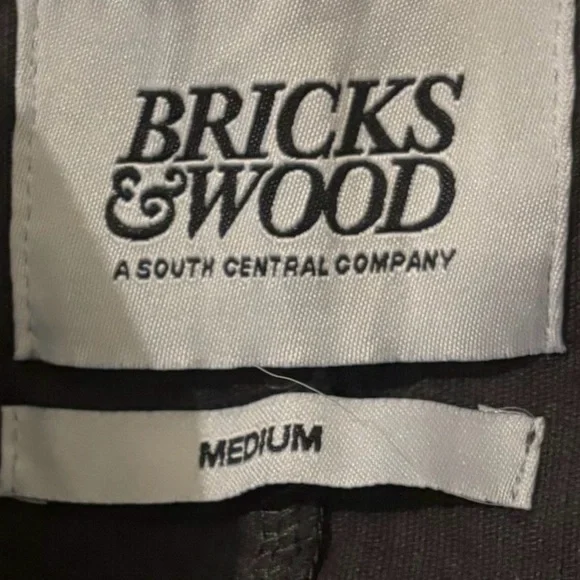 BRICKS
&WOOD
A SOUTH CENTRAL COMPANY
MEDIUM